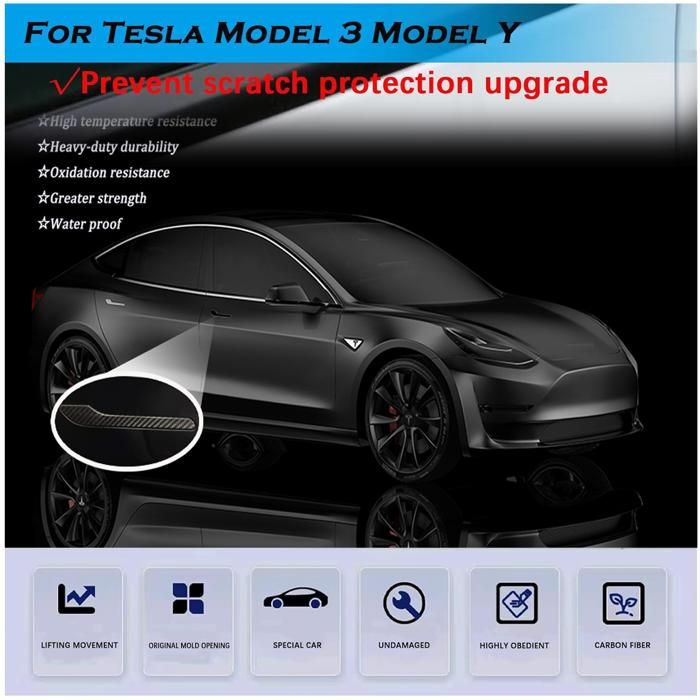 FOR TESLA MODEL 3 MODEL Y
√Prevent scratch protection upgrade
☆High temperature resistance
☆Heavy-duty durability
☆Oxidation resistance
☆Greater strength
☆Water proof
LIFTING MOVEMENT
ORIGINAL MOLD OPENING
SPECIAL CAR
UNDAMAGED
HIGHLY OBEDIENT
CARBON FIBER